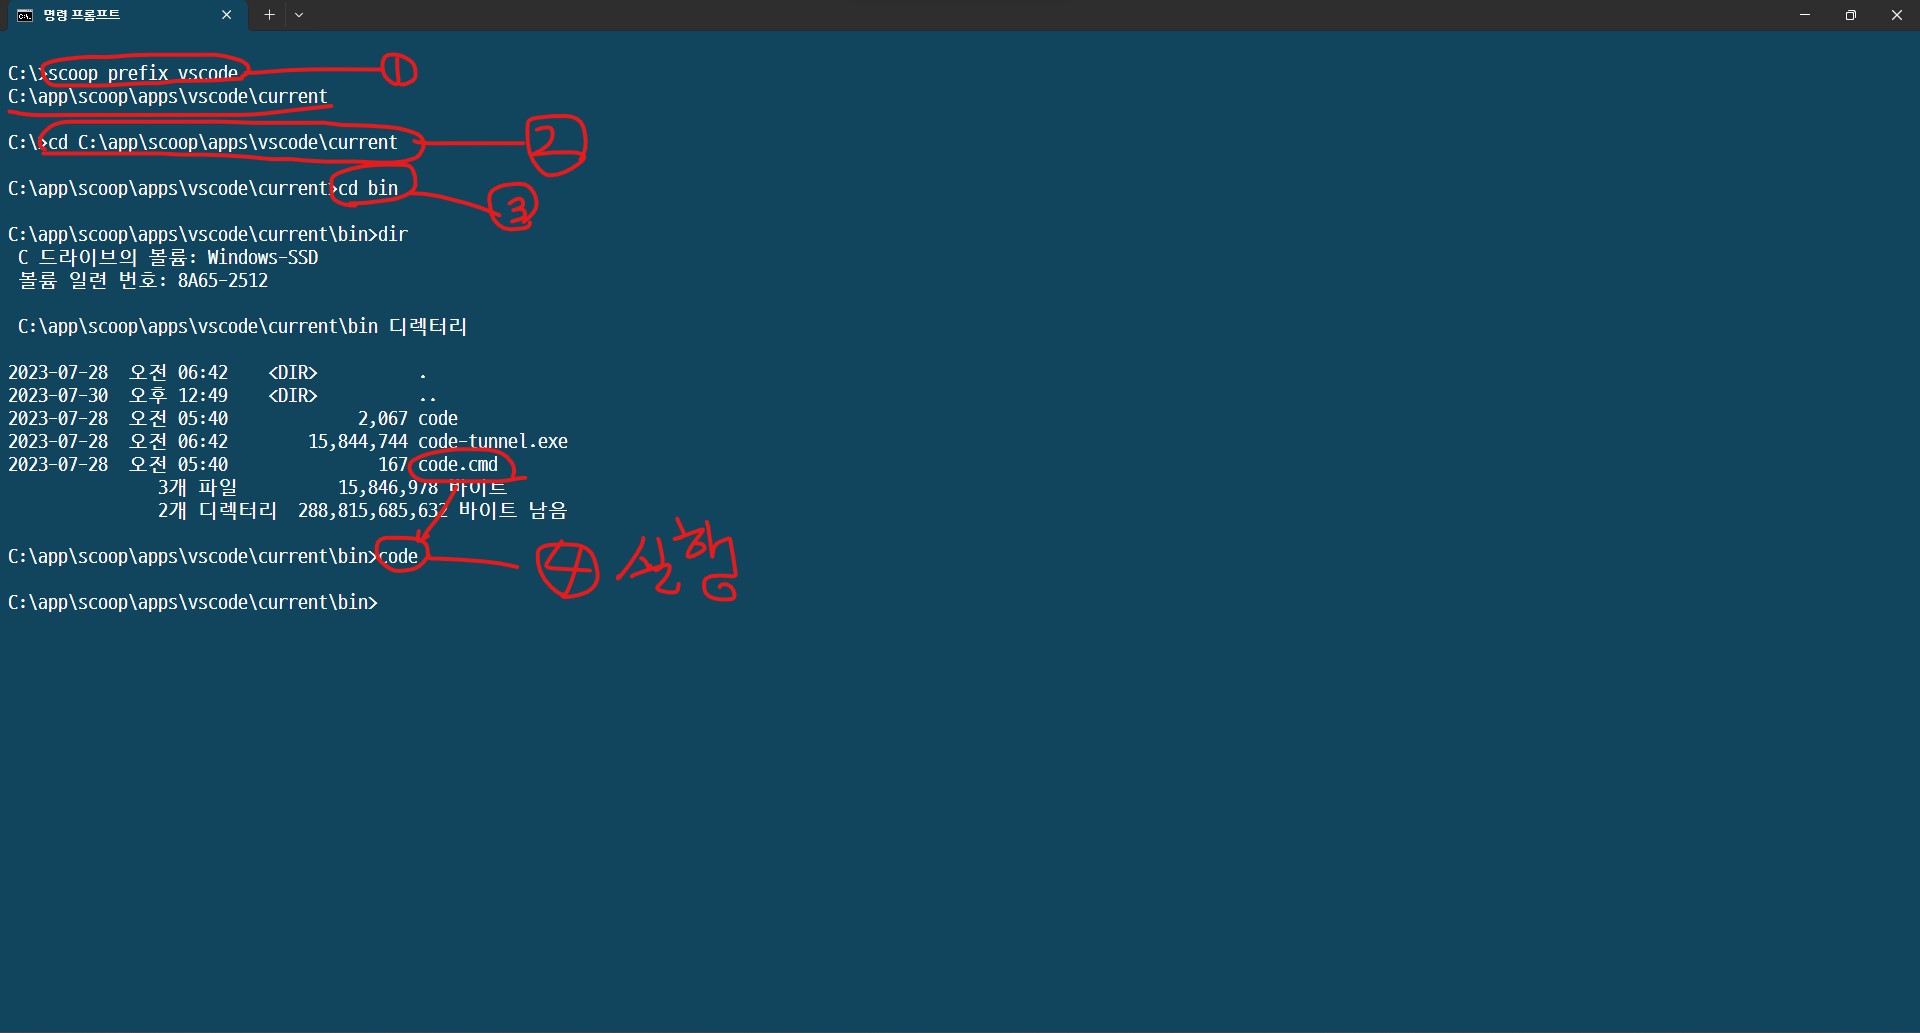 명령 프롬프트
C:\>scoop prefix vscode
①
C:\app\scoop\apps\vscode\current
C:\>cd C:\app\scoop\apps\vscode\current
2
C:\app\scoop\apps\vscode\current>cd bin
③
C:\app\scoop\apps\vscode\current\bin>dir
C 드라이브의 볼륨: Windows-SSD
볼륨 일련 번호: 8A65-2512
C:\app\scoop\apps\vscode\current\bin 디렉터리
2023-07-28 오전 06:42 <DIR> .
2023-07-30 오후 12:49 <DIR> ..
2023-07-28 오전 05:40 2,067 code
2023-07-28 오전 06:42 15,844,744 code-tunnel.exe
2023-07-28 오전 05:40 167 code.cmd
3개 파일 15,846,978 바이트
2개 디렉터리 288,815,685,632 바이트 남음
C:\app\scoop\apps\vscode\current\bin>code
④ 실행
C:\app\scoop\apps\vscode\current\bin>